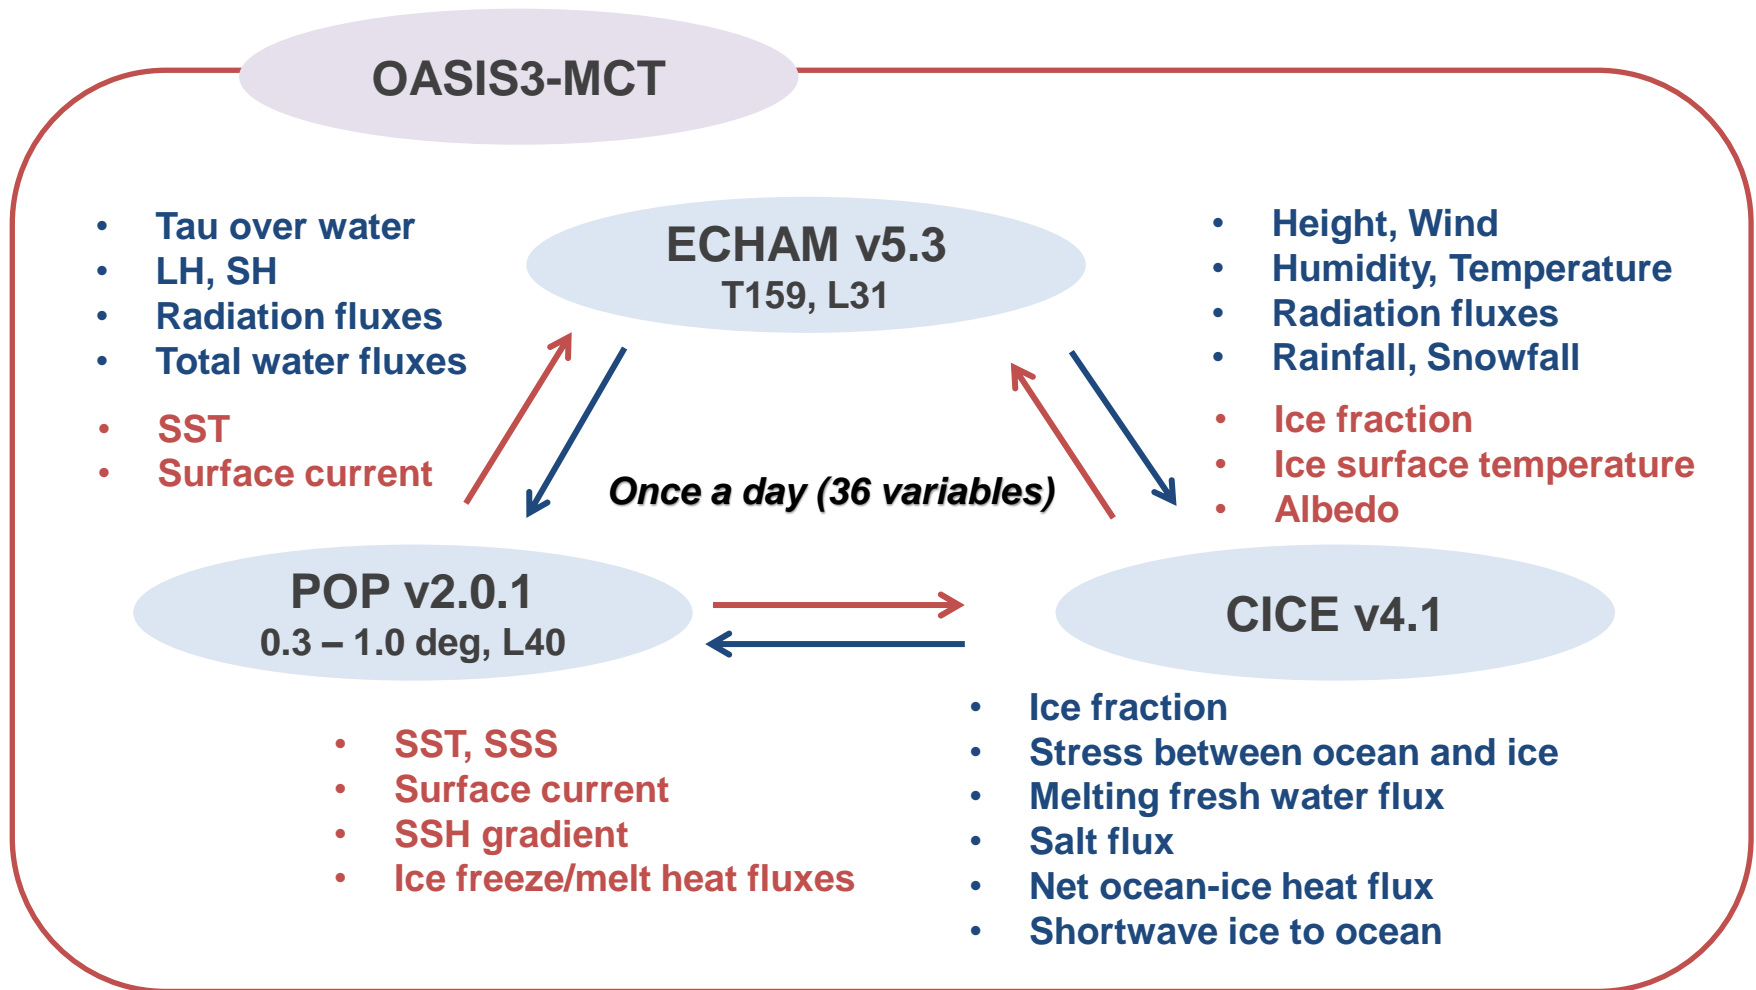 OASIS3-MCT
ECHAM v5.3
T159, L31
• Tau over water
• LH, SH
• Radiation fluxes
• Total water fluxes
• SST
• Surface current
• Height, Wind
• Humidity, Temperature
• Radiation fluxes
• Rainfall, Snowfall
• Ice fraction
• Ice surface temperature
• Albedo
Once a day (36 variables)
POP v2.0.1
0.3 – 1.0 deg, L40
CICE v4.1
• SST, SSS
• Surface current
• SSH gradient
• Ice freeze/melt heat fluxes
• Ice fraction
• Stress between ocean and ice
• Melting fresh water flux
• Salt flux
• Net ocean-ice heat flux
• Shortwave ice to ocean